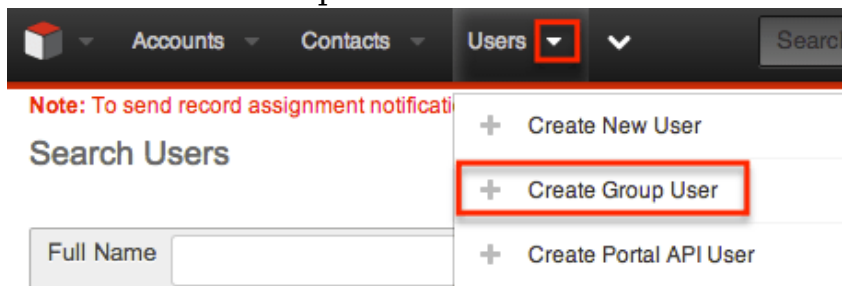 Accounts Contacts Users Search
Note: To send record assignment notificati
Create New User
Search Users
Create Group User
Full Name
Create Portal API User